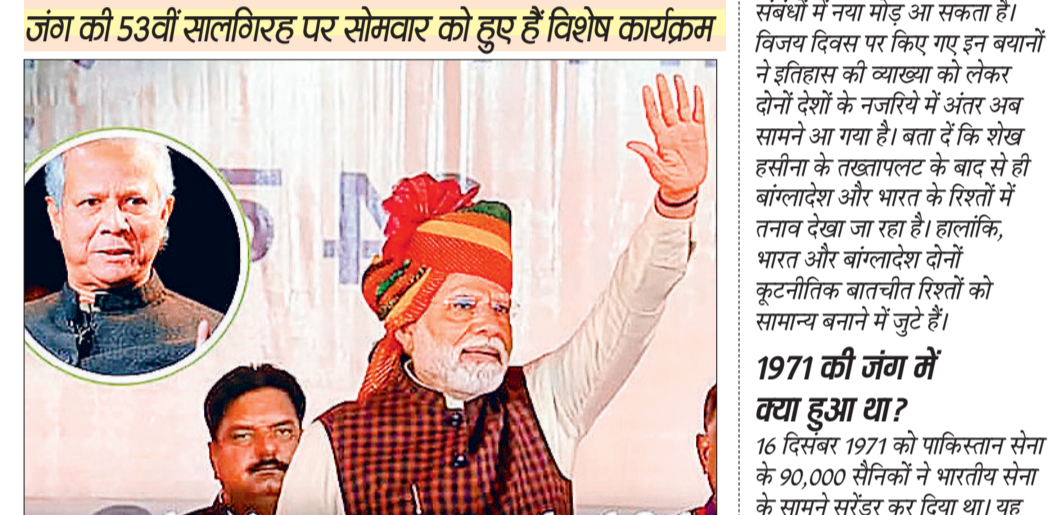 जंग की 53वीं सालगिरह पर सोमवार को हुए हैं विशेष कार्यक्रम
संबंधों में नया मोड़ आ सकता है।
विजय दिवस पर किए गए इन बयानों
ने इतिहास की व्याख्या को लेकर
दोनों देशों के नजरिये में अंतर अब
सामने आ गया है। बता दें कि शेख
हसीना के तख्तापलट के बाद से ही
बांग्लादेश और भारत के रिश्तों में
तनाव देखा जा रहा है। हालांकि,
भारत और बांग्लादेश दोनों
कूटनीतिक बातचीत रिश्तों को
सामान्य बनाने में जुटे हैं।
1971 की जंग में
क्या हुआ था?
16 दिसंबर 1971 को पाकिस्तान सेना
के 90,000 सैनिकों ने भारतीय सेना
के सामने सरेंडर कर दिया था। यह